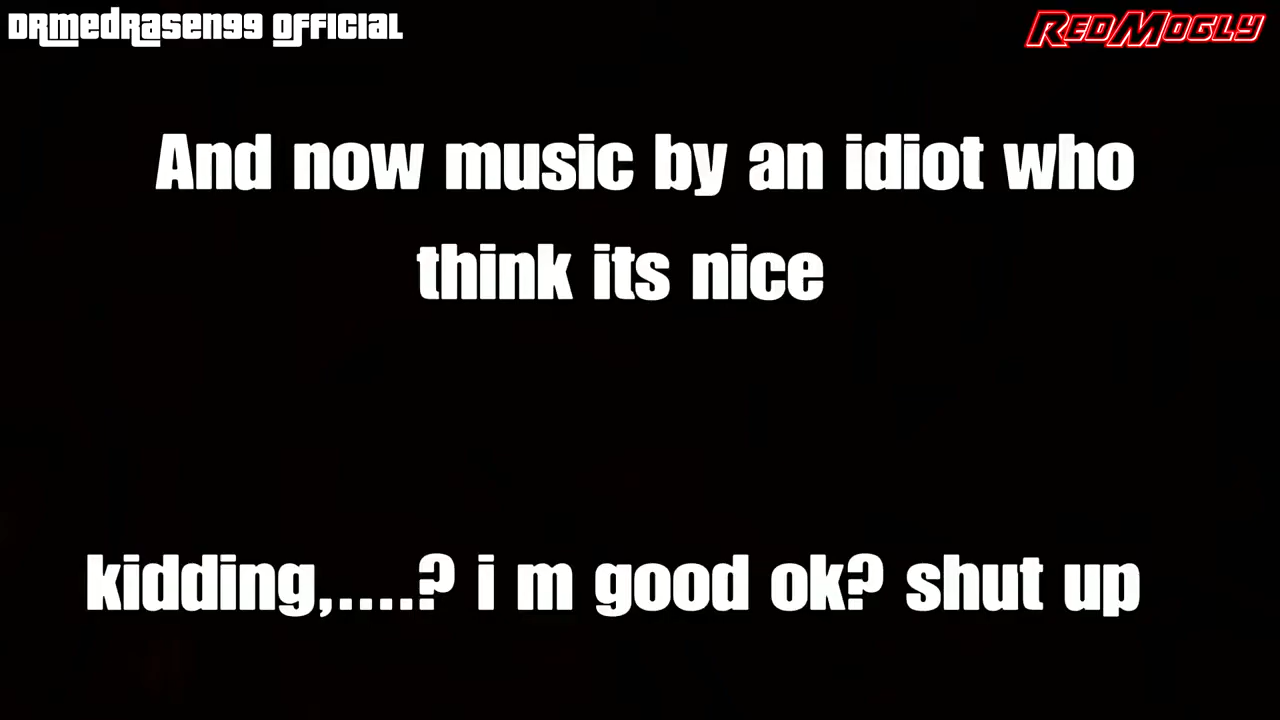 DRMEDRASEN99 OFFICIAL
REDMOGLY
And now music by an idiot who
think its nice
kidding,....? i m good ok? shut up